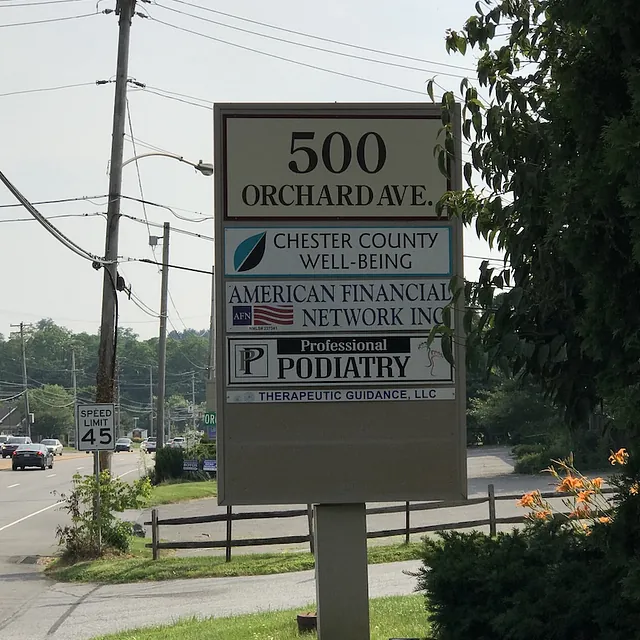 500
ORCHARD AVE.
CHESTER COUNTY
WELL-BEING
AMERICAN FINANCIAL
AFN
NETWORK INC
Professional
P
PODIATRY
THERAPEUTIC GUIDANCE, LLC
SPEED
LIMIT
45